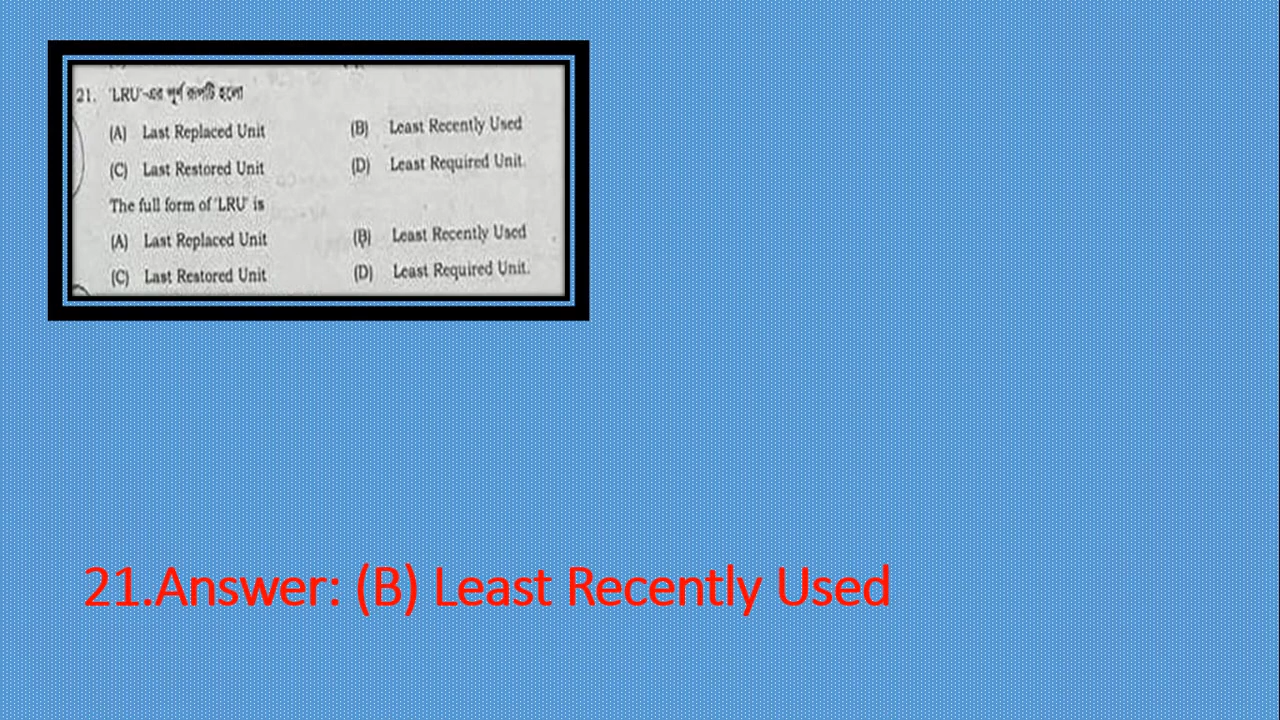 21. 'LRU'-এর পূর্ণ রূপটি হলো
(A) Last Replaced Unit (B) Least Recently Used
(C) Last Restored Unit (D) Least Required Unit.
The full form of 'LRU' is
(A) Last Replaced Unit (B) Least Recently Used
(C) Last Restored Unit (D) Least Required Unit.
21.Answer: (B) Least Recently Used